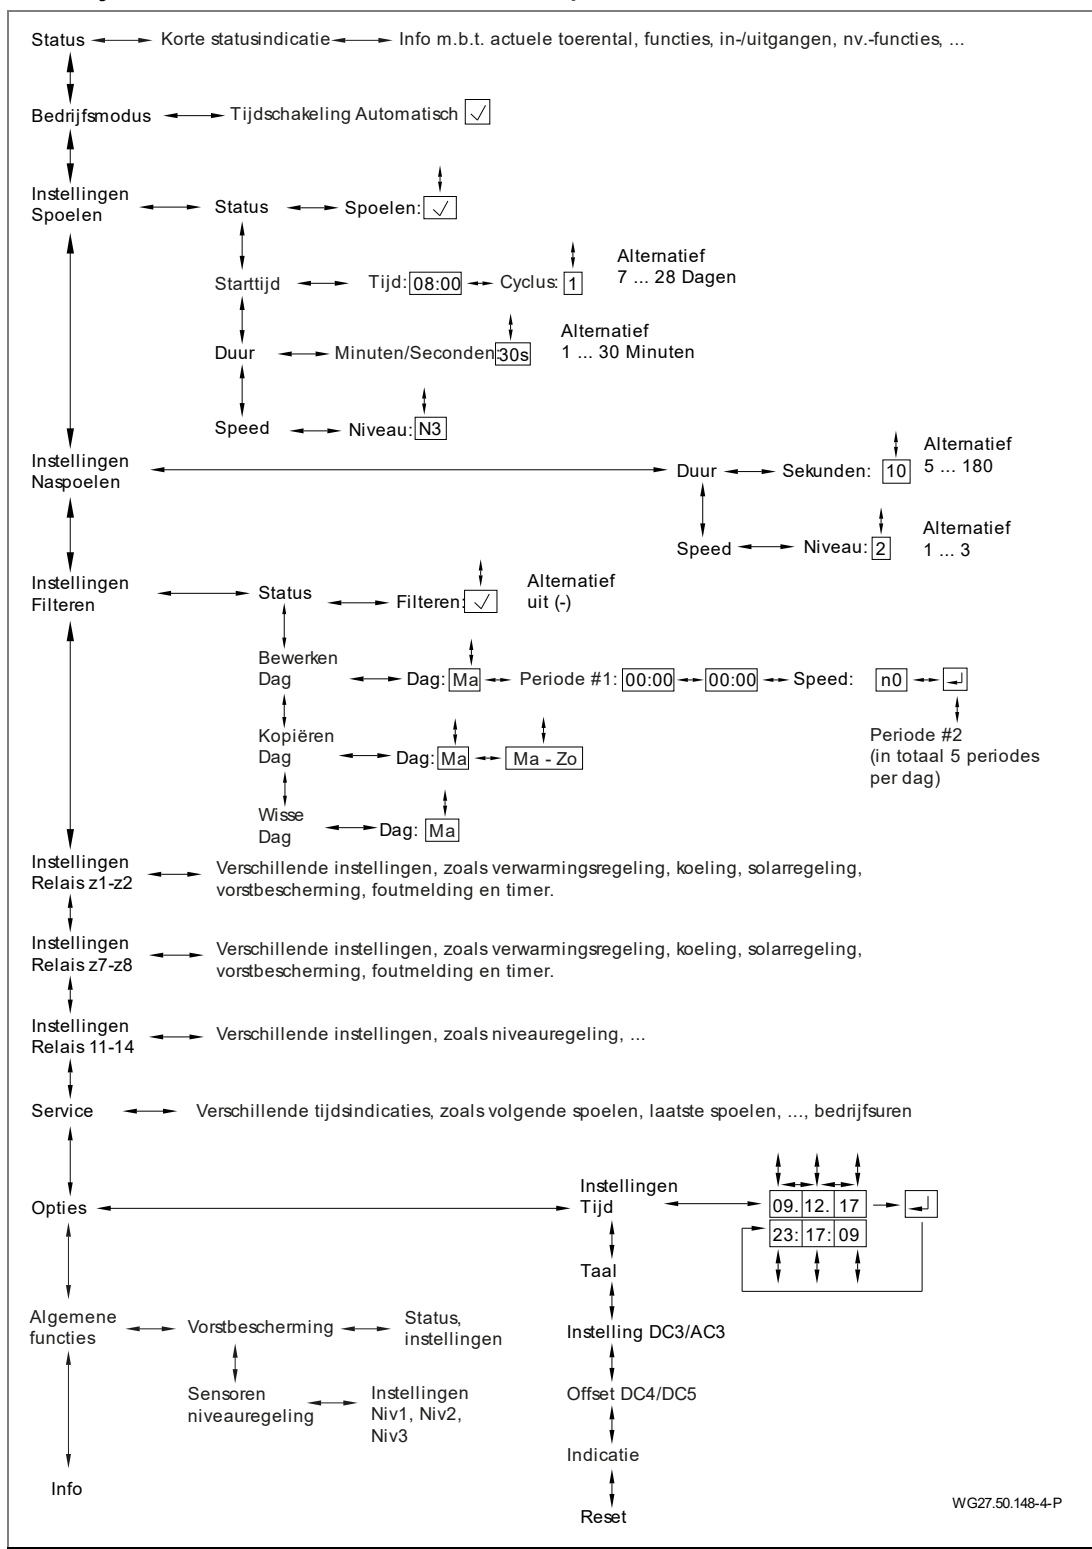 Status Korte statusindicatie Info m.b.t. actuele toerental, functies, in-/uitgangen, nv.-functies, ...
Bedrijfsmodus Tijdschakeling Automatisch
Instellingen
Spoelen
Status Spoelen:
Starttijd Tijd: 08:00 Cyclus: 1
Alternatief
7 ... 28 Dagen
Duur Minuten/Seconden: 30s
Alternatief
1 ... 30 Minuten
Speed Niveau: N3
Instellingen
Naspoelen
Duur Sekunden: 10
Alternatief
5 ... 180
Speed Niveau: 2
Alternatief
1 ... 3
Instellingen
Filteren
Status Filteren:
Alternatief
uit (-)
Bewerken
Dag
Dag: Ma Periode #1: 00:00 00:00 Speed: n0
Periode #2
(in totaal 5 periodes
per dag)
Kopiëren
Dag
Dag: Ma Ma - Zo
Wisse
Dag
Dag: Ma
Instellingen
Relais z1-z2
Verschillende instellingen, zoals verwarmingsregeling, koeling, solarregeling,
vorstbescherming, foutmelding en timer.
Instellingen
Relais z7-z8
Verschillende instellingen, zoals verwarmingsregeling, koeling, solarregeling,
vorstbescherming, foutmelding en timer.
Instellingen
Relais 11-14
Verschillende instellingen, zoals niveauregeling, ...
Service Verschillende tijdsindicaties, zoals volgende spoelen, laatste spoelen, ..., bedrijfsuren
Opties
Instellingen
Tijd
09. 12. 17
23: 17: 09
Taal
Instelling DC3/AC3
Offset DC4/DC5
Indicatie
Reset
Algemene
functies
Vorstbescherming
Status,
instellingen
Sensoren
niveauregeling
Instellingen
Niv1, Niv2,
Niv3
Info
WG27.50.148-4-P